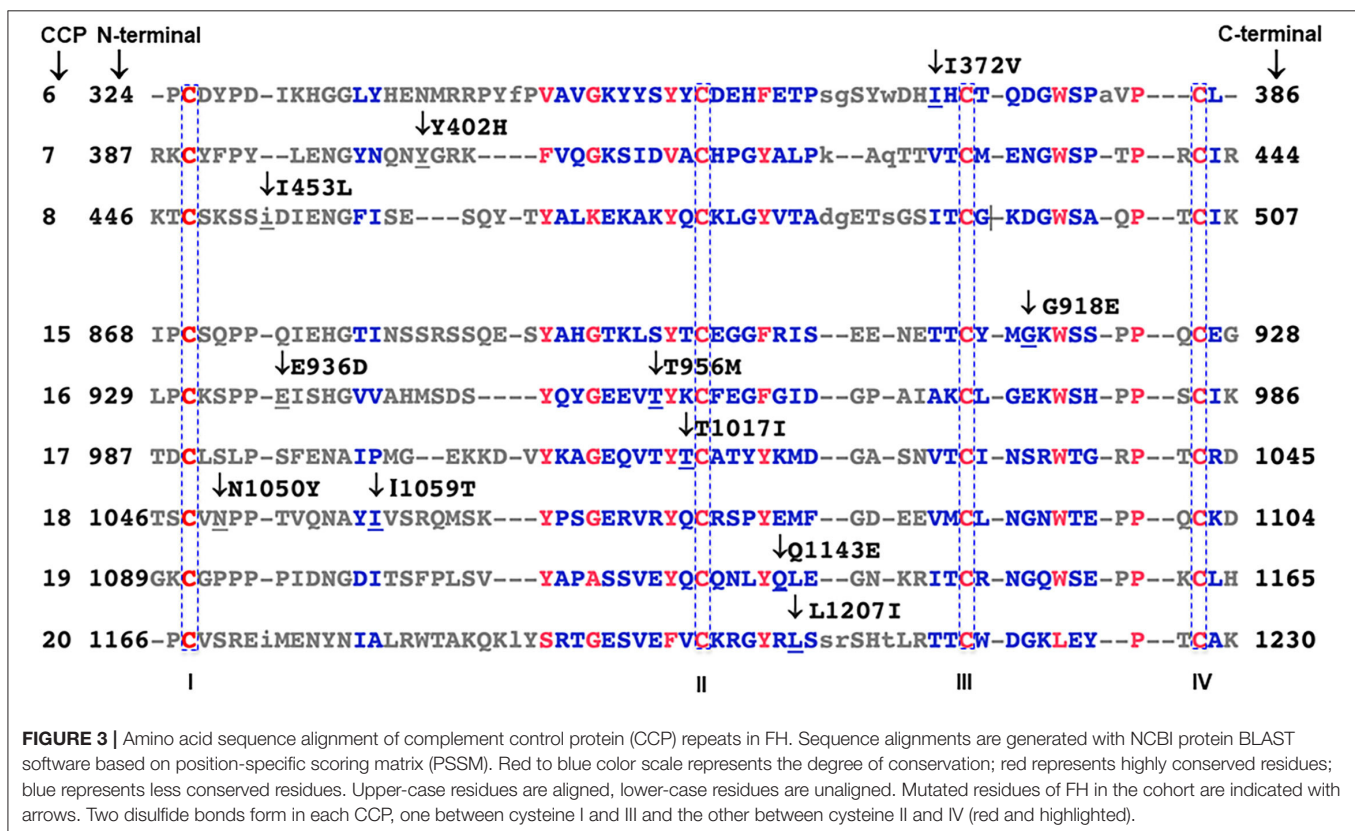 CCP N-terminal C-terminal
↓I372V
6 324 -PCDYPD-IKHGGLYHENMRRPYfPVAVGKYYSYYCDEHFETPsgSYwDHIHCT-QDGWSPaVP---CL- 386
↓Y402H
7 387 RKCYFPY--LENGYNQNYGRK----FVQGKSIDVACHPGYALPk--AqTTVTCM-ENGWSP-TP--RCIR 444
↓I453L
8 446 KTCSKSSiDIENGFISE---SQY-TYALKEKAKYQCKLGYVTAdgETsGSITCG-KDGWSA-QP--TCIK 507
↓G918E
15 868 IPCSQPP-QIEHGTINSSRSSQE-SYAHGTKLSYTCEGGFRIS--EE-NETTCY-MGKWSS-PP--QCEG 928
↓E936D ↓T956M
16 929 LPCKSPP-EISHGVVAHMSDS----YQYGEEVTYKCFEGFGID--GP-AIAKCL-GEKWSH-PP--SCIK 986
↓T1017I
17 987 TDCLSLP-SFENAIPMG--EKKD-VYKAGEQVTYTCATYYKMD--GA-SNVTCI-NSRWTG-RP--TCRD 1045
↓N1050Y ↓I1059T
18 1046TSCVNPP-TVQNAYIVSRQMSK---YPSGERVRYQCRSPYEMF--GD-EEVMCL-NGNWTE-PP--QCKD 1104
↓Q1143E
19 1089GKCGPPP-PIDNGDITSFPLSV---YAPASSVEYQCQNLYQLE--GN-KRITCR-NGQWSE-PP--KCLH 1165
↓L1207I
20 1166-PCVSREiMENYNIALRWTAKQKlYSRTGESVEFVCKRGYRLSsrSHtLRTTCW-DGKLEY--P--TCAK 1230
I II III IV
FIGURE 3 | Amino acid sequence alignment of complement control protein (CCP) repeats in FH. Sequence alignments are generated with NCBI protein BLAST
software based on position-specific scoring matrix (PSSM). Red to blue color scale represents the degree of conservation; red represents highly conserved residues;
blue represents less conserved residues. Upper-case residues are aligned, lower-case residues are unaligned. Mutated residues of FH in the cohort are indicated with
arrows. Two disulfide bonds form in each CCP, one between cysteine I and III and the other between cysteine II and IV (red and highlighted).